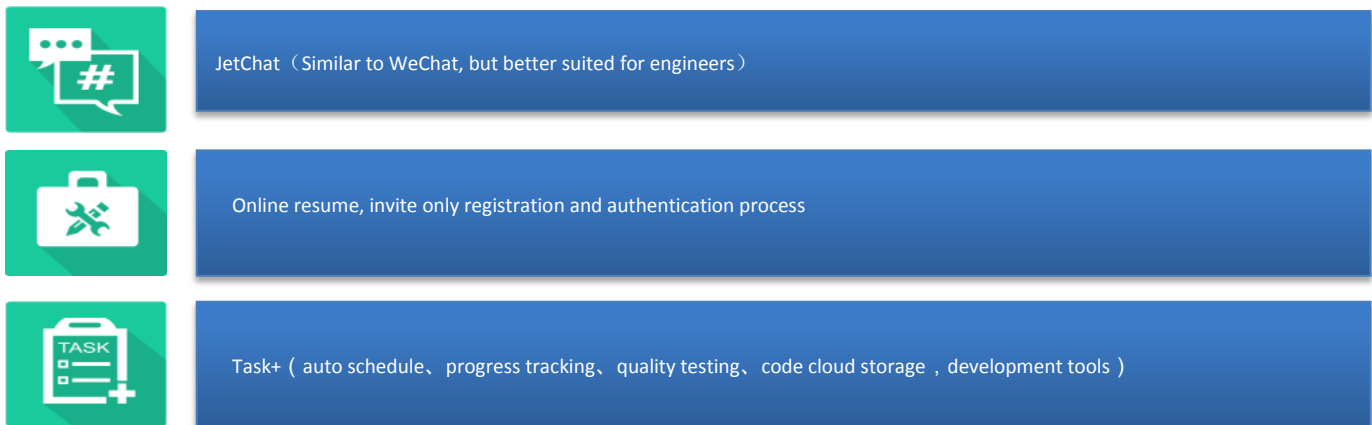 #
JetChat（Similar to WeChat, but better suited for engineers）
Online resume, invite only registration and authentication process
TASK
Task+ ( auto schedule、progress tracking、quality testing、code cloud storage，development tools )